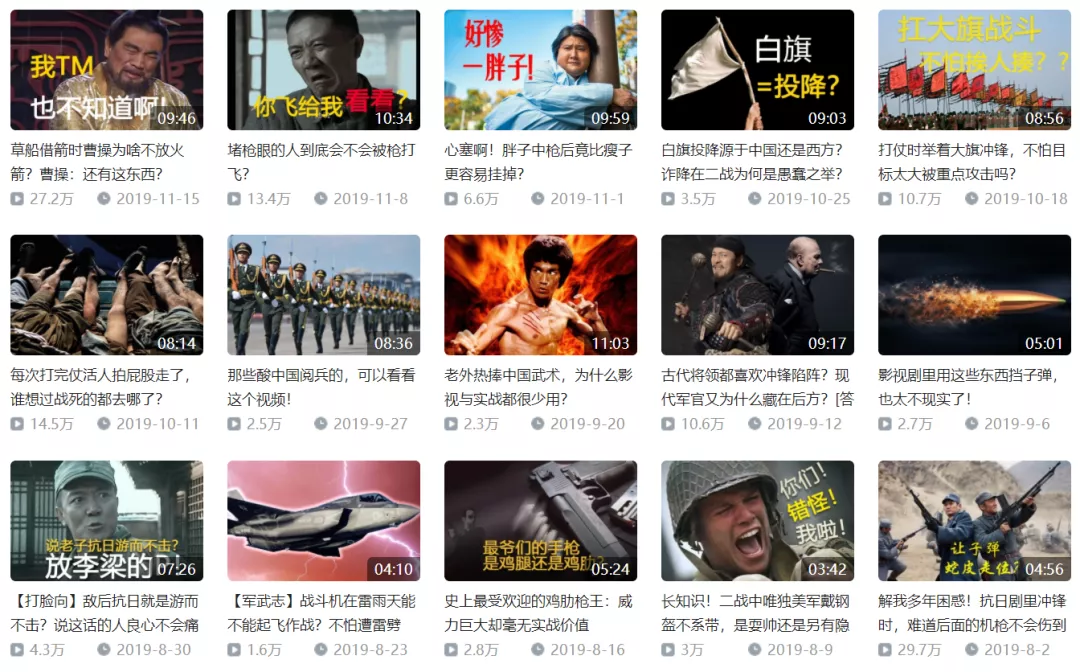 我TM
也不知道啊!
09:46
你飞给我看看?
10:34
好惨
一胖子!
09:59
白旗
=投降?
09:03
扛大旗战斗
不怕挨人揍??
08:56
草船借箭时曹操为啥不放火
箭?曹操:还有这东西?
27.2万 2019-11-15
堵枪眼的人到底会不会被枪打
飞?
13.4万 2019-11-8
心塞啊!胖子中枪后竟比瘦子
更容易挂掉?
6.6万 2019-11-1
白旗投降源于中国还是西方?
诈降在二战为何是愚蠢之举?
3.5万 2019-10-25
打仗时举着大旗冲锋,不怕目
标太大被重点攻击吗?
10.7万 2019-10-18
08:14
08:36
11:03
09:17
05:01
每次打完仗活人拍屁股走了,
谁想过战死的都去哪了?
14.5万 2019-10-11
那些酸中国阅兵的,可以看看
这个视频!
2.5万 2019-9-27
老外热捧中国武术,为什么影
视与实战都很少用?
2.3万 2019-9-20
古代将领都喜欢冲锋陷阵?现
代军官又为什么藏在后方?[答
10.6万 2019-9-12
影视剧里用这些东西挡子弹,
也太不现实了!
2.7万 2019-9-6
说老子抗日游而不击?
放李梁的
07:26
04:10
最爷们的手枪
是鸡腿还是鸡肋?
05:24
你们!
错怪!
我啦!
03:42
让子弹
蛇皮走位?
04:56
【打脸向】敌后抗日就是游而
不击?说这话的人良心不会痛
4.3万 2019-8-30
【军武志】战斗机在雷雨天能
不能起飞作战?不怕遭雷劈
1.6万 2019-8-23
史上最受欢迎的鸡肋枪王:威
力巨大却毫无实战价值
2.8万 2019-8-16
长知识!二战中唯独美军戴钢
盔不系带,是耍帅还是另有隐
3万 2019-8-9
解我多年困惑!抗日剧里冲锋
时,难道后面的机枪不会伤到
29.7万 2019-8-2